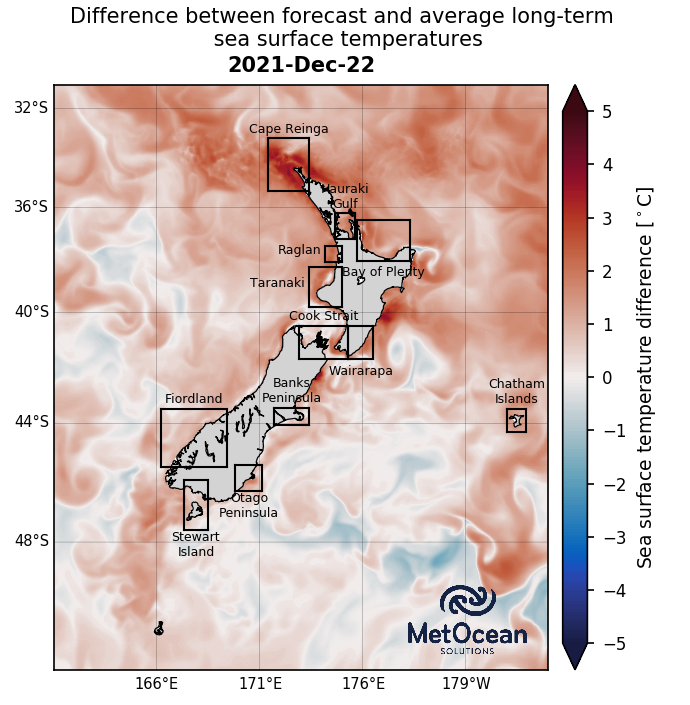 Difference between forecast and average long-term
sea surface temperatures
2021-Dec-22
32°S
36°S
40°S
44°S
48°S
Cape Reinga
Hauraki
Gulf
Raglan
Bay of Plenty
Taranaki
Cook Strait
Wairarapa
Banks
Peninsula
Fiordland
Chatham
Islands
Otago
Peninsula
Stewart
Island
MetOcean
SOLUTIONS
166°E
171°E
176°E
179°W
5
4
3
2
1
0
−1
−2
−3
−4
−5
Sea surface temperature difference [°C]